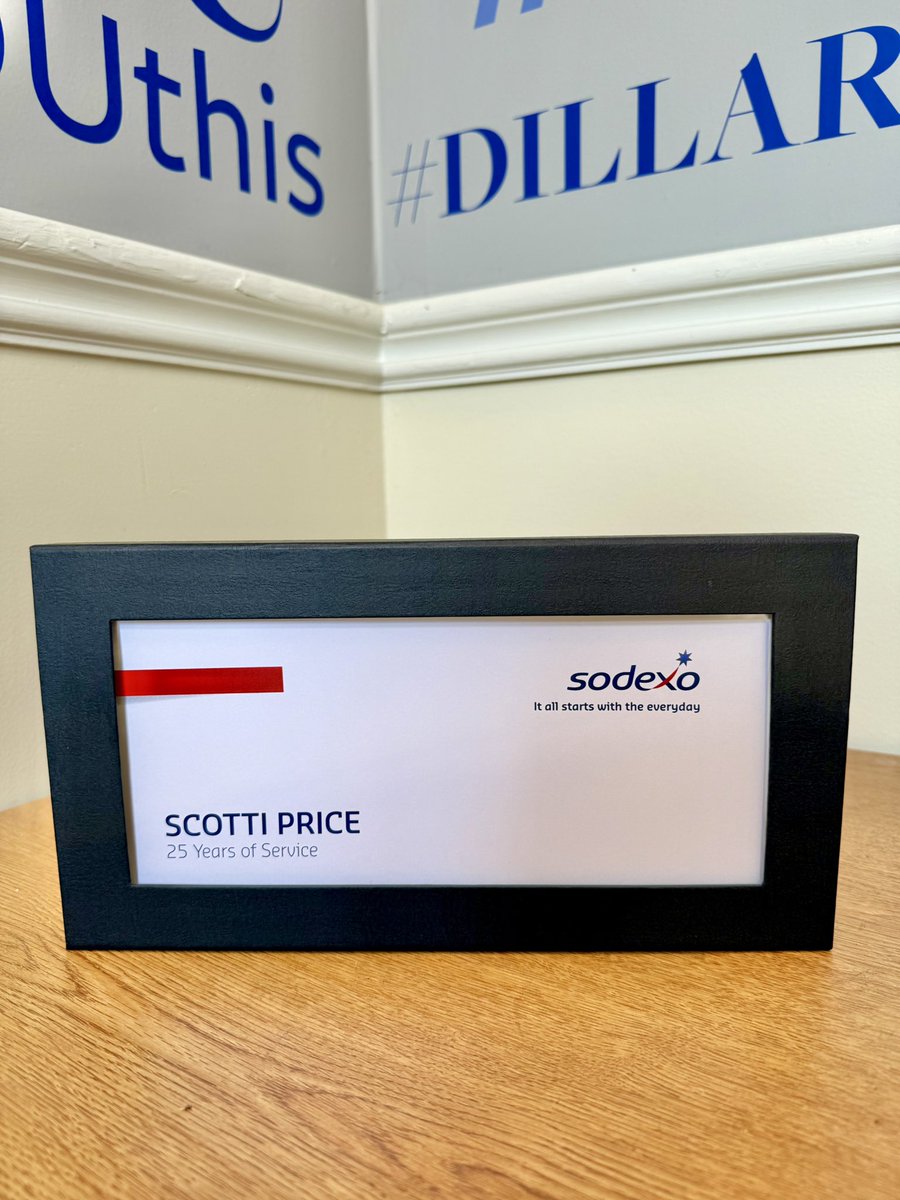 Uthis
#DILLAR
sodexo
It all starts with the everyday
SCOTTI PRICE
25 Years of Service